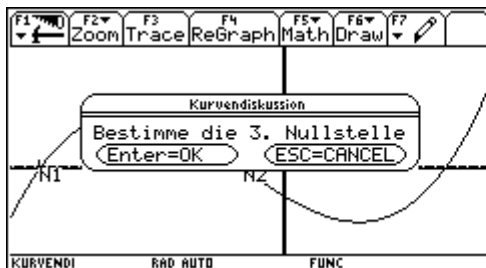 F1 F2 Zoom F3 Trace F4 ReGraph F5 Math F6 Draw F7
Kurvendiskussion
Bestimme die 3. Nullstelle
Enter=OK ESC=CANCEL
N1 N2
KURVENDI RAD AUTO FUNC